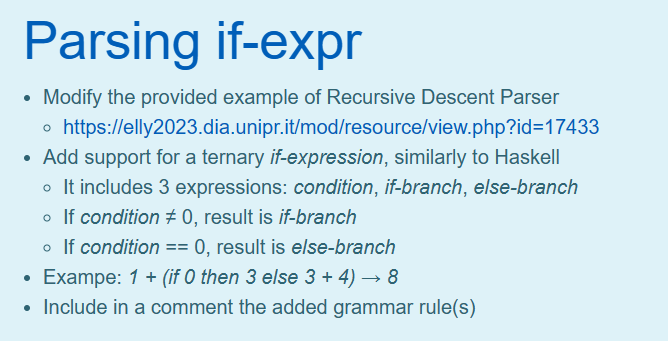 Parsing if-expr
• Modify the provided example of Recursive Descent Parser
◦ https://elly2023.dia.unipr.it/mod/resource/view.php?id=17433
• Add support for a ternary if-expression, similarly to Haskell
◦ It includes 3 expressions: condition, if-branch, else-branch
◦ If condition ≠ 0, result is if-branch
◦ If condition == 0, result is else-branch
• Exampe: 1 + (if 0 then 3 else 3 + 4) → 8
• Include in a comment the added grammar rule(s)